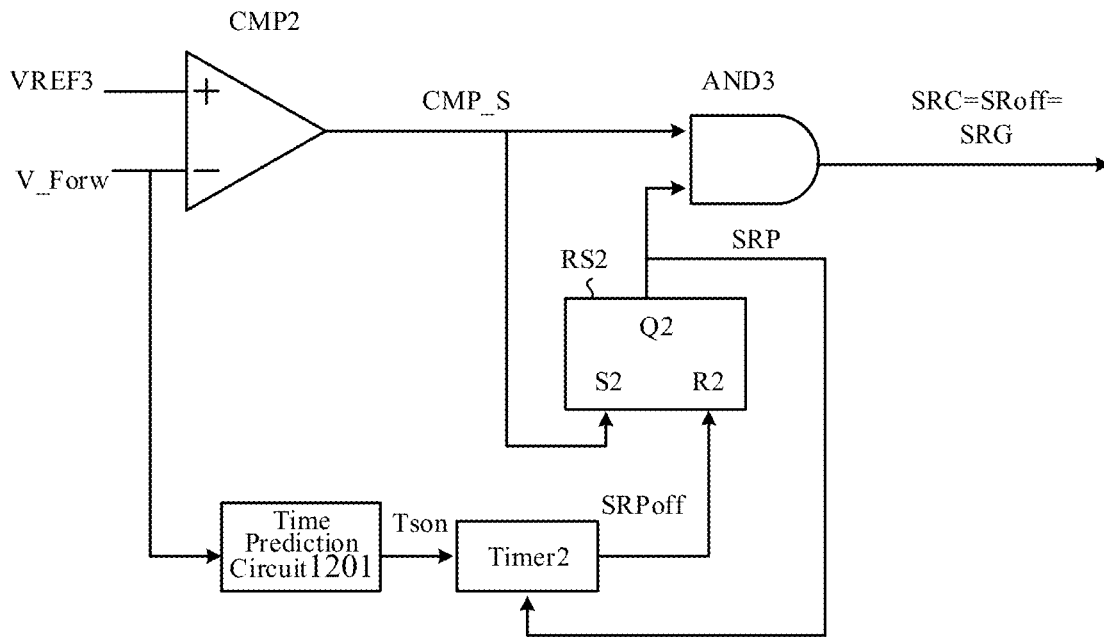 CMP2
VREF3
+
CMP_S
AND3
SRC=SRoff=
SRG
V_Forw
−
SRP
RS2
Q2
S2 R2
Time
Prediction
Circuit1201
Tson
Timer2
SRPoff